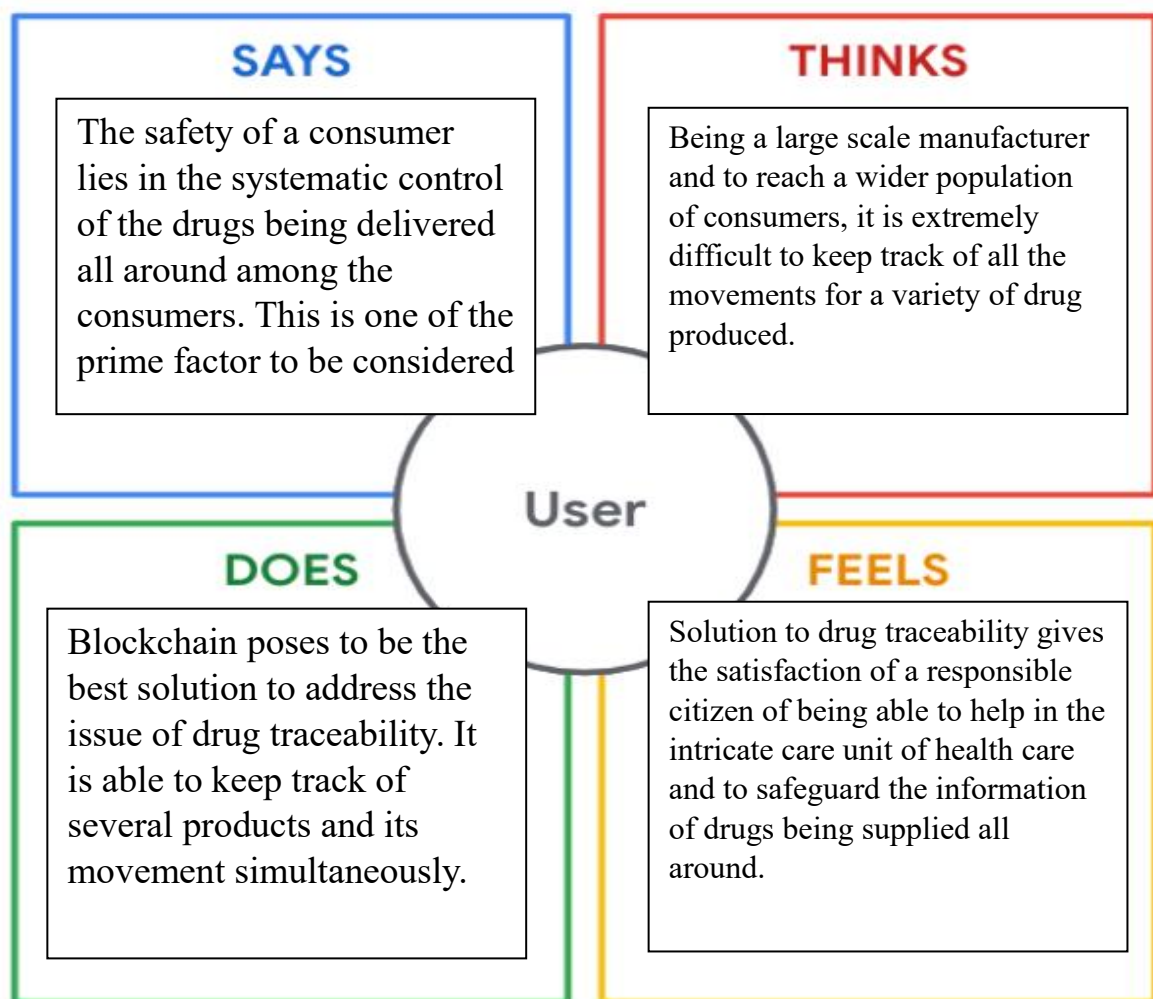 SAYS
The safety of a consumer
lies in the systematic control
of the drugs being delivered
all around among the
consumers. This is one of the
prime factor to be considered
THINKS
Being a large scale manufacturer
and to reach a wider population
of consumers, it is extremely
difficult to keep track of all the
movements for a variety of drug
produced.
User
DOES
Blockchain poses to be the
best solution to address the
issue of drug traceability. It
is able to keep track of
several products and its
movement simultaneously.
FEELS
Solution to drug traceability gives
the satisfaction of a responsible
citizen of being able to help in the
intricate care unit of health care
and to safeguard the information
of drugs being supplied all
around.